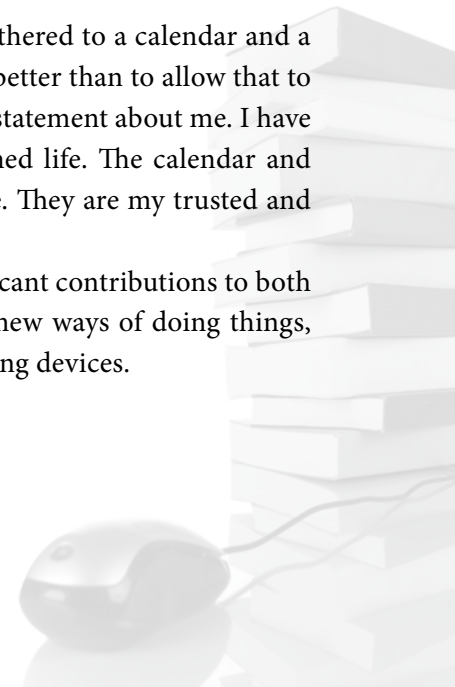 thered to a calendar and a
better than to allow that to
statement about me. I have
ned life. The calendar and
e. They are my trusted and
cant contributions to both
new ways of doing things,
ng devices.